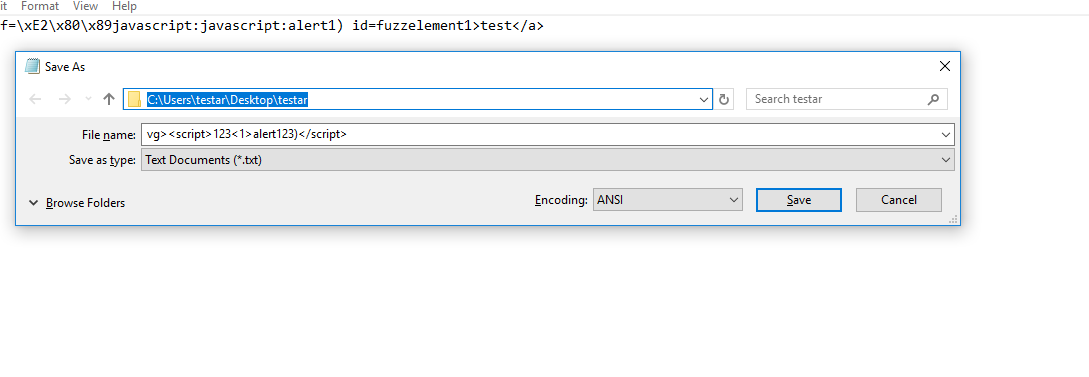 it Format View Help
f=\xE2\x80\x89javascript:javascript:alert1) id=fuzzelement1>test</a>
Save As
C:\Users\testar\Desktop\testar
Search testar
File name: vg><script>123<1>alert123)</script>
Save as type: Text Documents (*.txt)
Browse Folders
Encoding: ANSI
Save
Cancel